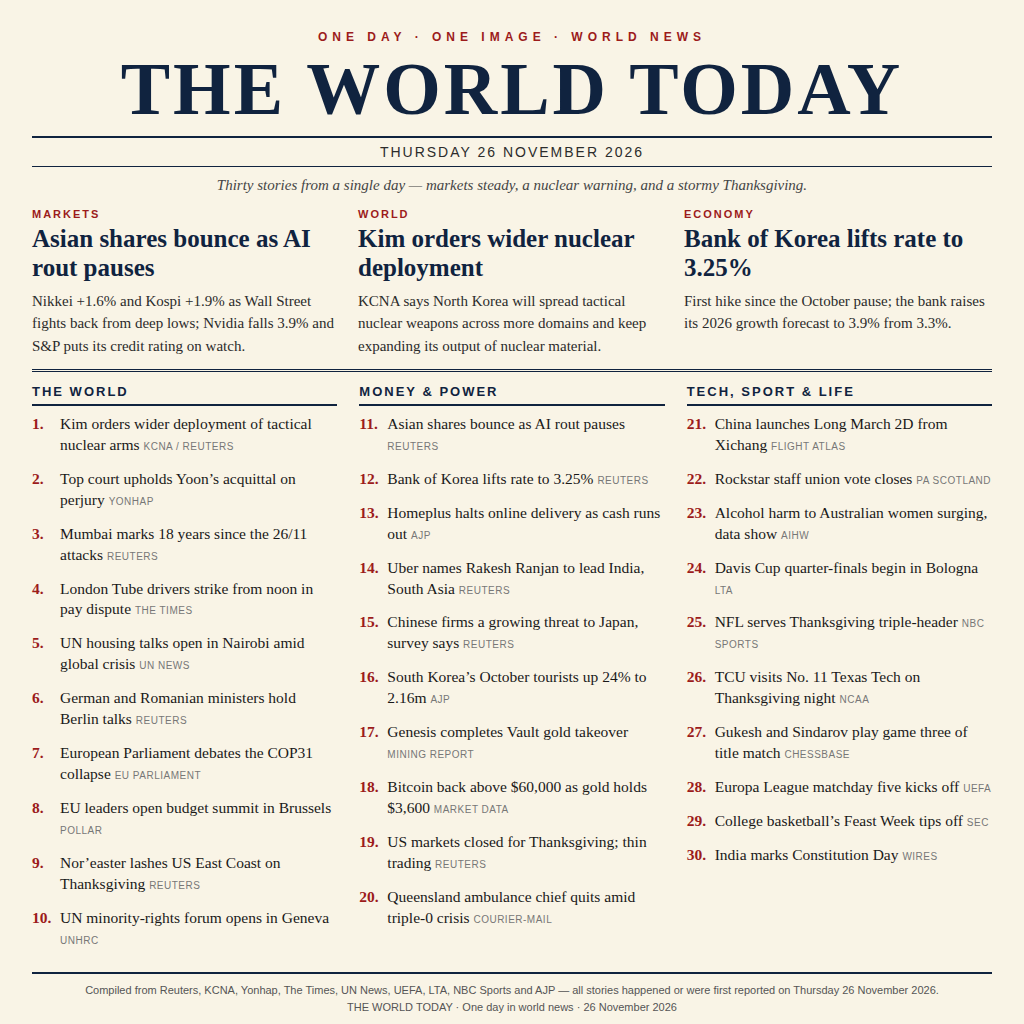 ONE DAY · ONE IMAGE · WORLD NEWS
THE WORLD TODAY
THURSDAY 26 NOVEMBER 2026
Thirty stories from a single day — markets steady, a nuclear warning, and a stormy Thanksgiving.
MARKETS
Asian shares bounce as AI
rout pauses
Nikkei +1.6% and Kospi +1.9% as Wall Street
fights back from deep lows; Nvidia falls 3.9% and
S&P puts its credit rating on watch.
WORLD
Kim orders wider nuclear
deployment
KCNA says North Korea will spread tactical
nuclear weapons across more domains and keep
expanding its output of nuclear material.
ECONOMY
Bank of Korea lifts rate to
3.25%
First hike since the October pause; the bank raises
its 2026 growth forecast to 3.9% from 3.3%.
THE WORLD
1. Kim orders wider deployment of tactical
nuclear arms KCNA / REUTERS
2. Top court upholds Yoon’s acquittal on
perjury YONHAP
3. Mumbai marks 18 years since the 26/11
attacks REUTERS
4. London Tube drivers strike from noon in
pay dispute THE TIMES
5. UN housing talks open in Nairobi amid
global crisis UN NEWS
6. German and Romanian ministers hold
Berlin talks REUTERS
7. European Parliament debates the COP31
collapse EU PARLIAMENT
8. EU leaders open budget summit in Brussels
POLLAR
9. Nor’easter lashes US East Coast on
Thanksgiving REUTERS
10. UN minority-rights forum opens in Geneva
UNHRC
MONEY & POWER
11. Asian shares bounce as AI rout pauses
REUTERS
12. Bank of Korea lifts rate to 3.25% REUTERS
13. Homeplus halts online delivery as cash runs
out AJP
14. Uber names Rakesh Ranjan to lead India,
South Asia REUTERS
15. Chinese firms a growing threat to Japan,
survey says REUTERS
16. South Korea’s October tourists up 24% to
2.16m AJP
17. Genesis completes Vault gold takeover
MINING REPORT
18. Bitcoin back above $60,000 as gold holds
$3,600 MARKET DATA
19. US markets closed for Thanksgiving; thin
trading REUTERS
20. Queensland ambulance chief quits amid
triple-0 crisis COURIER-MAIL
TECH, SPORT & LIFE
21. China launches Long March 2D from
Xichang FLIGHT ATLAS
22. Rockstar staff union vote closes PA SCOTLAND
23. Alcohol harm to Australian women surging,
data show AIHW
24. Davis Cup quarter-finals begin in Bologna
LTA
25. NFL serves Thanksgiving triple-header NBC
SPORTS
26. TCU visits No. 11 Texas Tech on
Thanksgiving night NCAA
27. Gukesh and Sindarov play game three of
title match CHESSBASE
28. Europa League matchday five kicks off UEFA
29. College basketball’s Feast Week tips off SEC
30. India marks Constitution Day WIRES
Compiled from Reuters, KCNA, Yonhap, The Times, UN News, UEFA, LTA, NBC Sports and AJP — all stories happened or were first reported on Thursday 26 November 2026.
THE WORLD TODAY · One day in world news · 26 November 2026